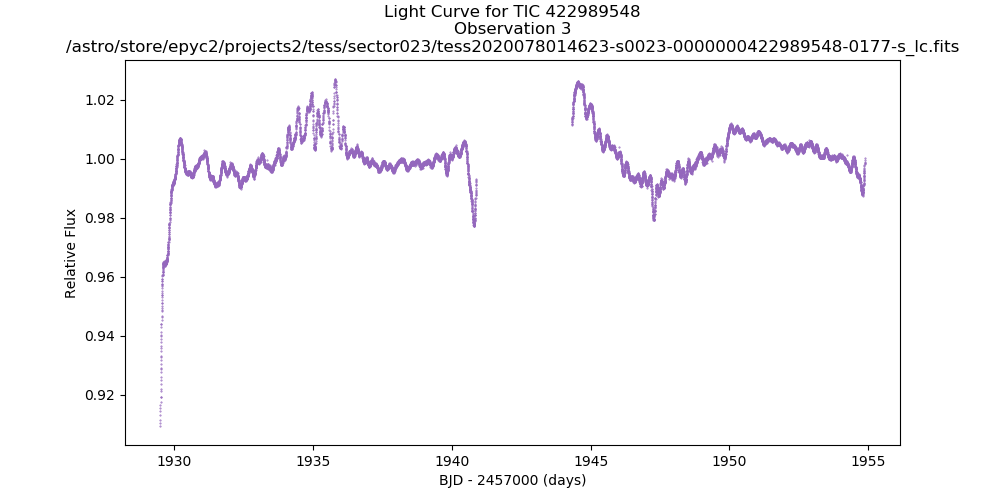 Light Curve for TIC 422989548
Observation 3
/astro/store/epyc2/projects2/tess/sector023/tess2020078014623-s0023-0000000422989548-0177-s_lc.fits
Relative Flux
1.02
1.00
0.98
0.96
0.94
0.92
1930
1935
1940
1945
1950
1955
BJD - 2457000 (days)